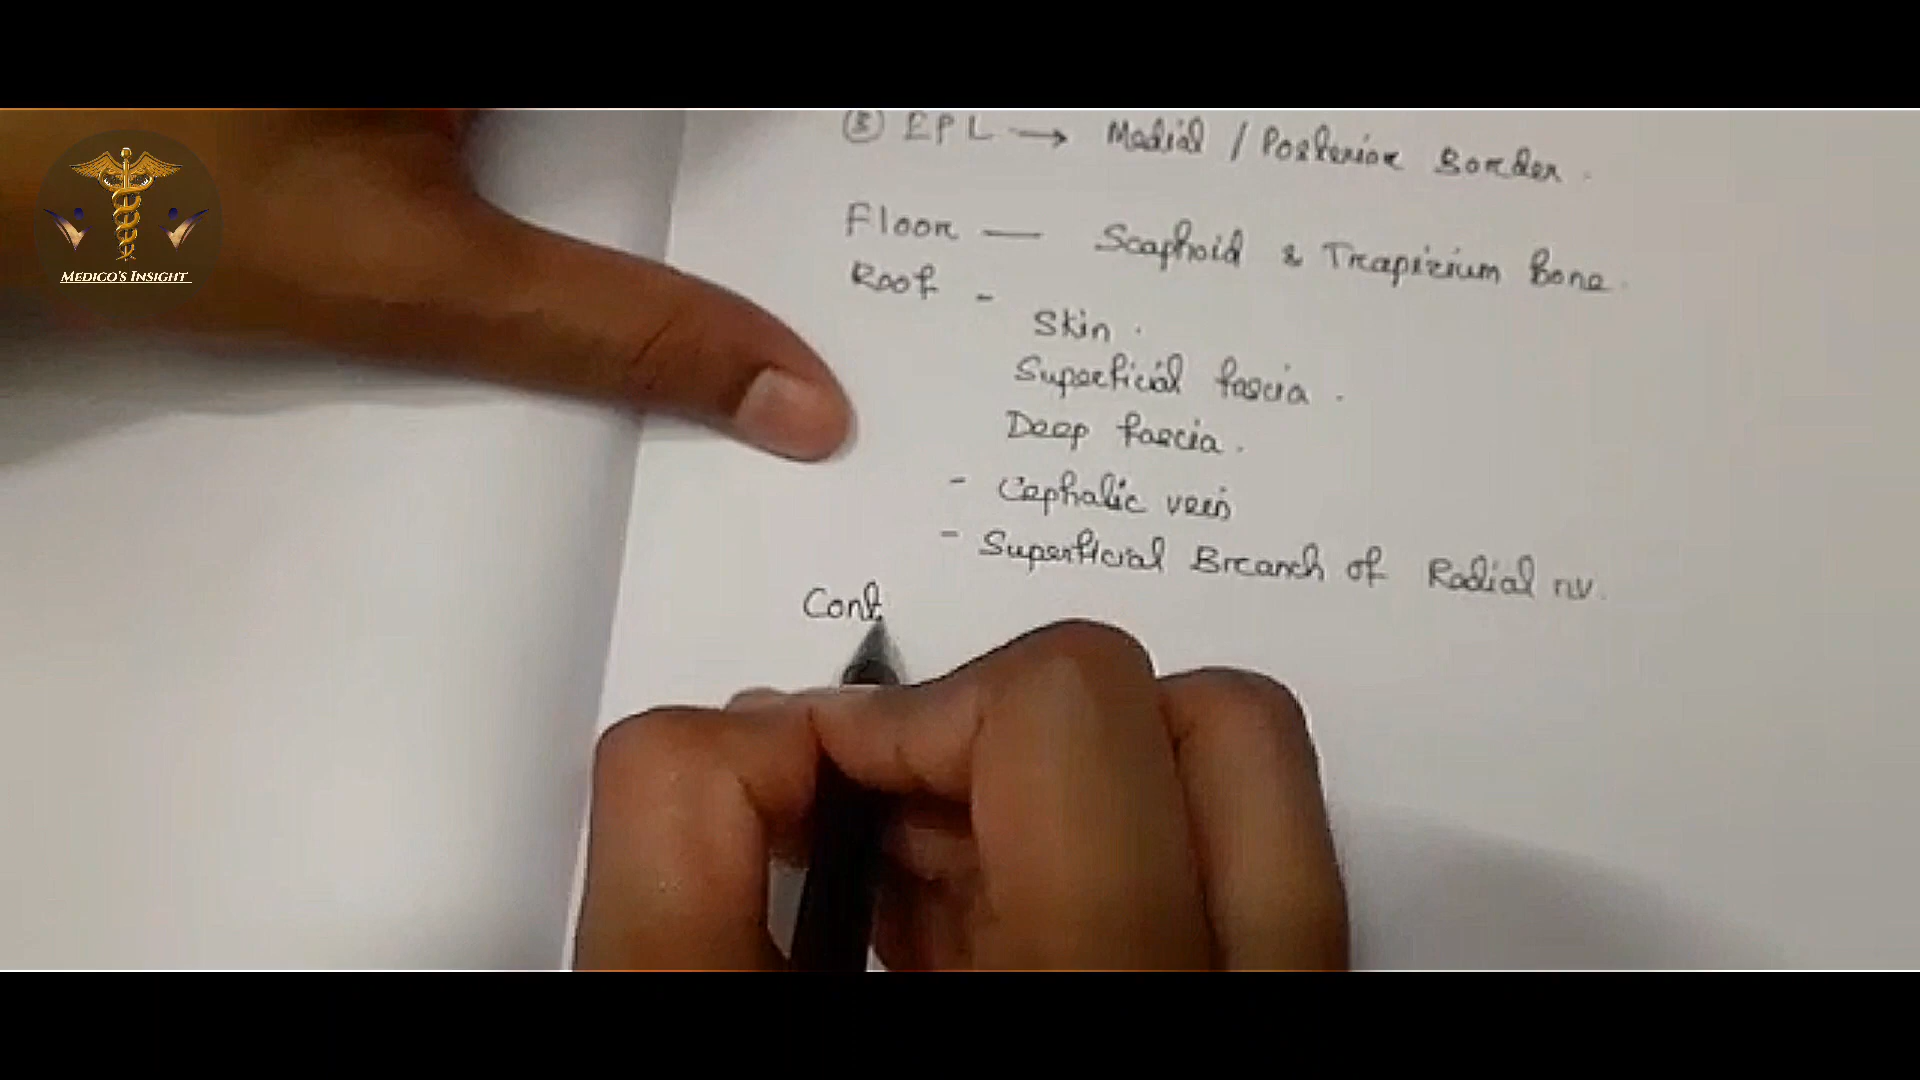 MEDICO'S INSIGHT
③ EPL → Medial / Posterior Border.
Floor — Scaphoid & Trapizium Bone.
Roof -
Skin.
Superficial fascia.
Deep fascia.
- Cephalic vein
- Superficial Branch of Radial nv.
Cont